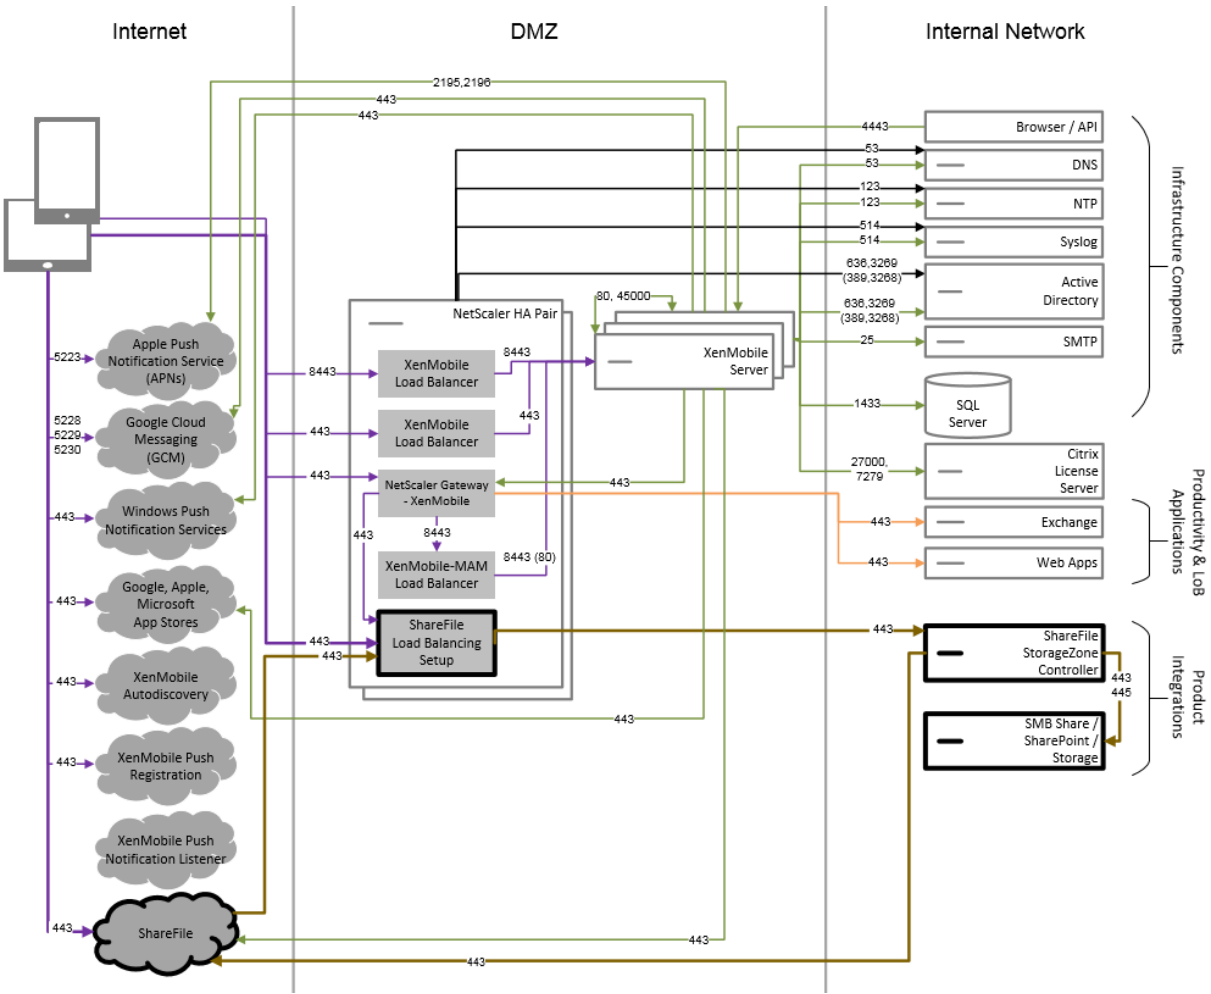 Internet
DMZ
Internal Network
2195,2196
443
443
4443
Browser / API
53
53
DNS
123
123
NTP
514
514
Syslog
636,3269
(389,3268)
636,3269
(389,3268)
Active
Directory
25
SMTP
1433
SQL
Server
27000,
7279
Citrix
License
Server
443
Exchange
443
Web Apps
443
ShareFile
StorageZone
Controller
443
445
SMB Share /
SharePoint /
Storage
Infrastructure Components
Productivity & LoB
Applications
Product
Integrations
NetScaler HA Pair
80, 45000
XenMobile
Server
8443
XenMobile
Load Balancer
8443
443
XenMobile
Load Balancer
443
443
NetScaler Gateway
- XenMobile
443
443
8443
XenMobile-MAM
Load Balancer
8443 (80)
ShareFile
Load Balancing
Setup
443
443
443
5223
Apple Push
Notification Service
(APNs)
5228
5229
5230
Google Cloud
Messaging
(GCM)
443
Windows Push
Notification Services
443
Google, Apple,
Microsoft
App Stores
443
XenMobile
Autodiscovery
443
XenMobile Push
Registration
XenMobile Push
Notification Listener
443
ShareFile
443
443